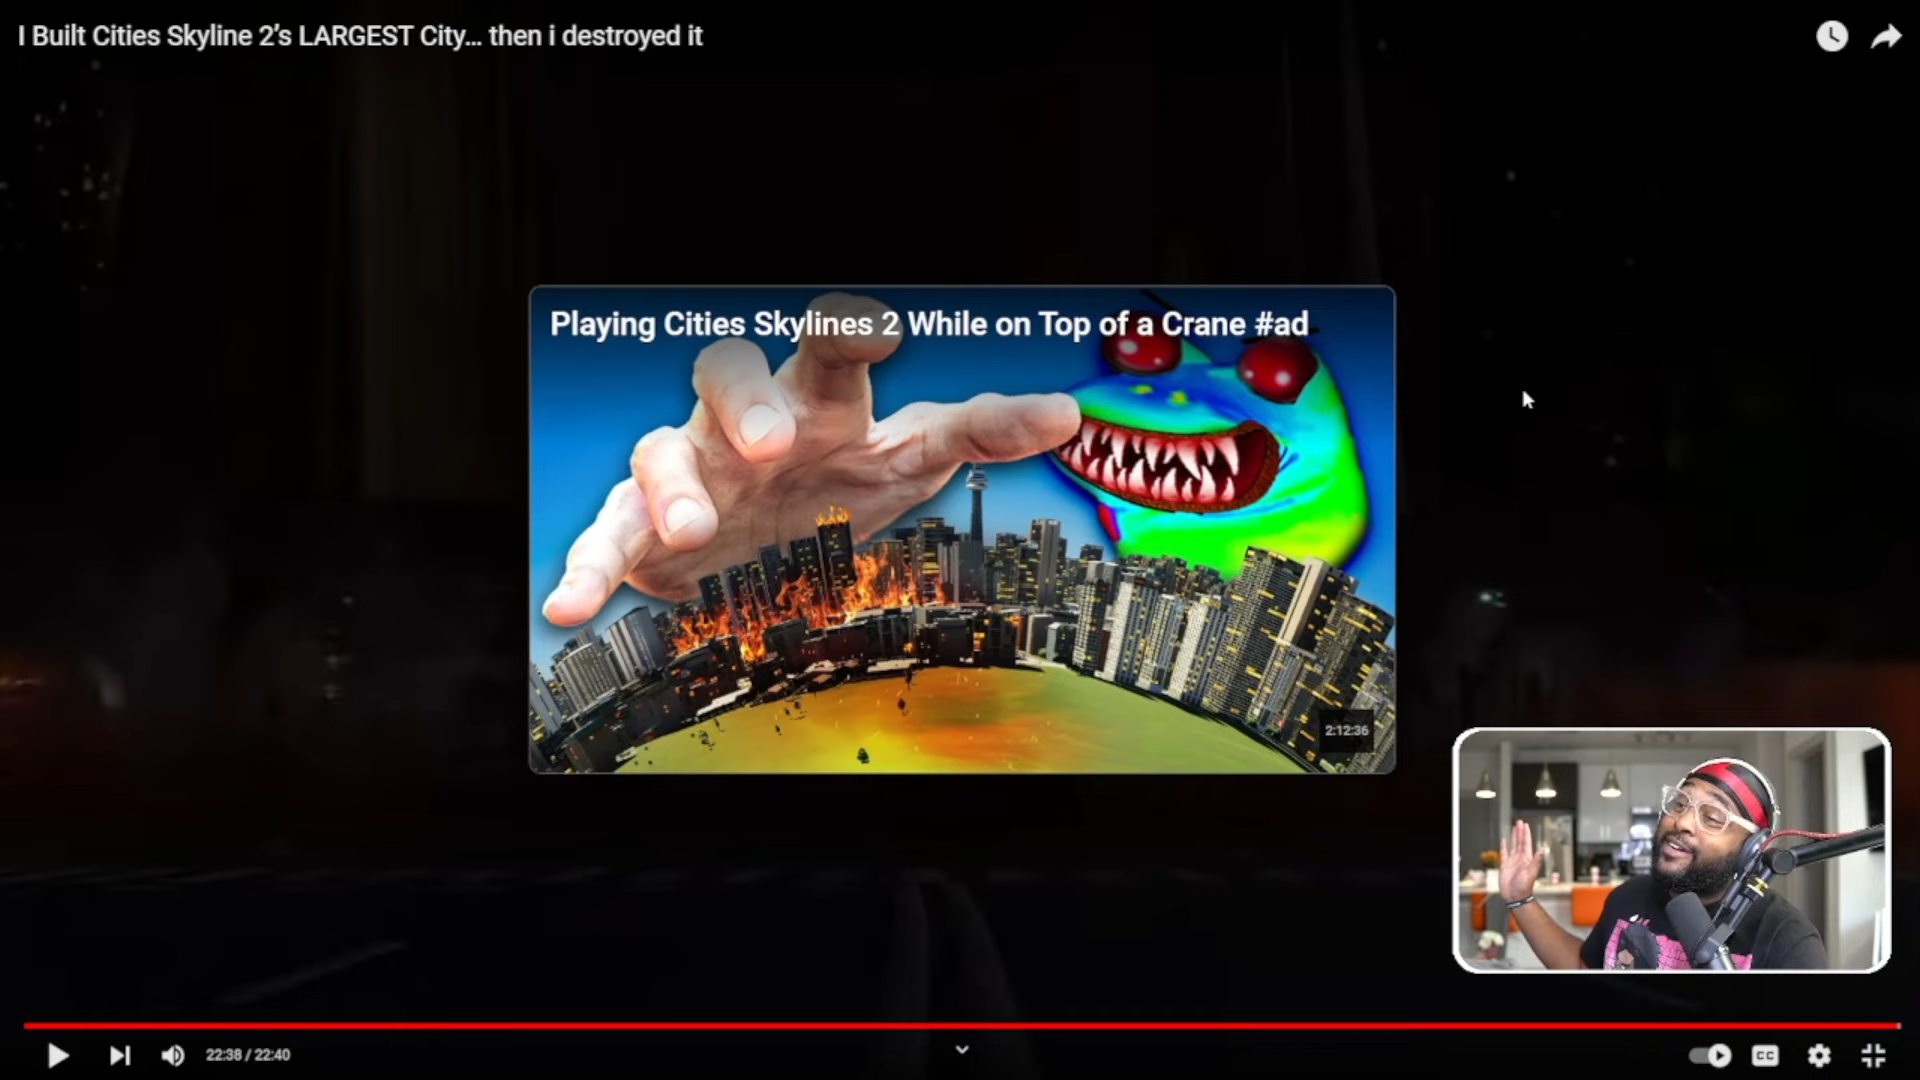 I Built Cities Skyline 2's LARGEST City... then i destroyed it
Playing Cities Skylines 2 While on Top of a Crane #ad
2:12:36
22:38 / 22:40
CC